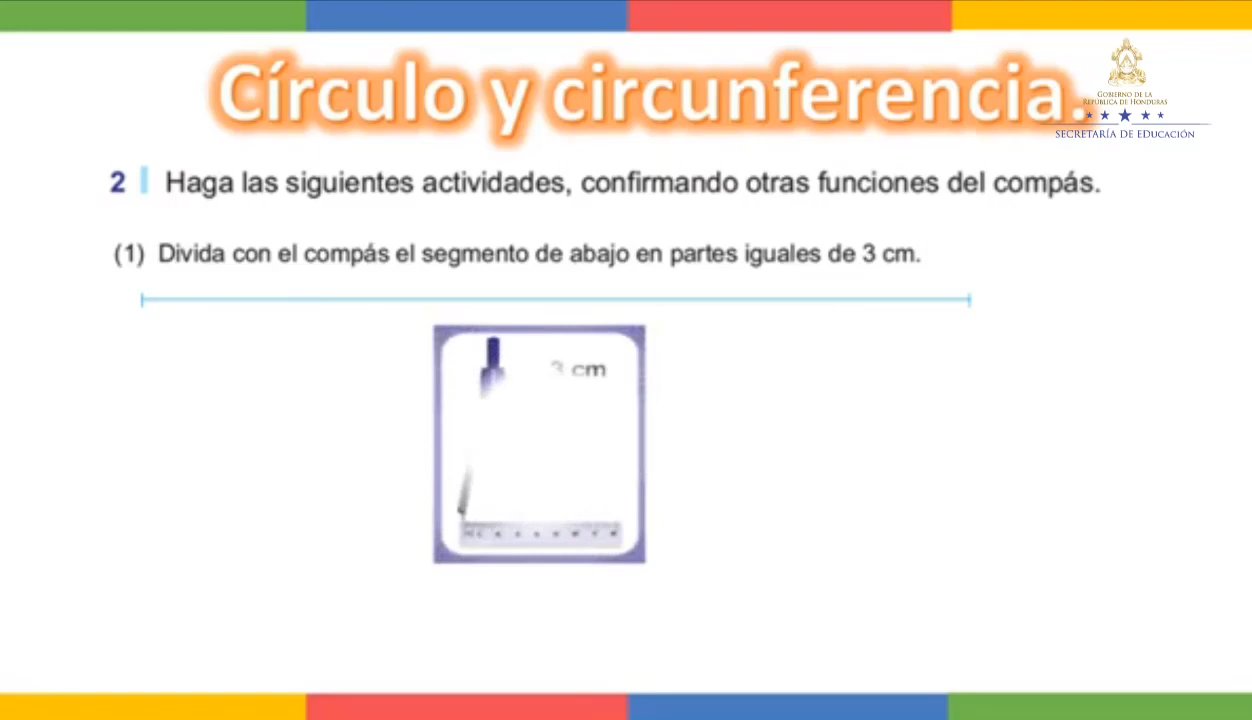 Círculo y circunferencia.
GOBIERNO DE LA
REPÚBLICA DE HONDURAS
SECRETARÍA DE EDUCACIÓN
2 Haga las siguientes actividades, confirmando otras funciones del compás.
(1) Divida con el compás el segmento de abajo en partes iguales de 3 cm.
3 cm